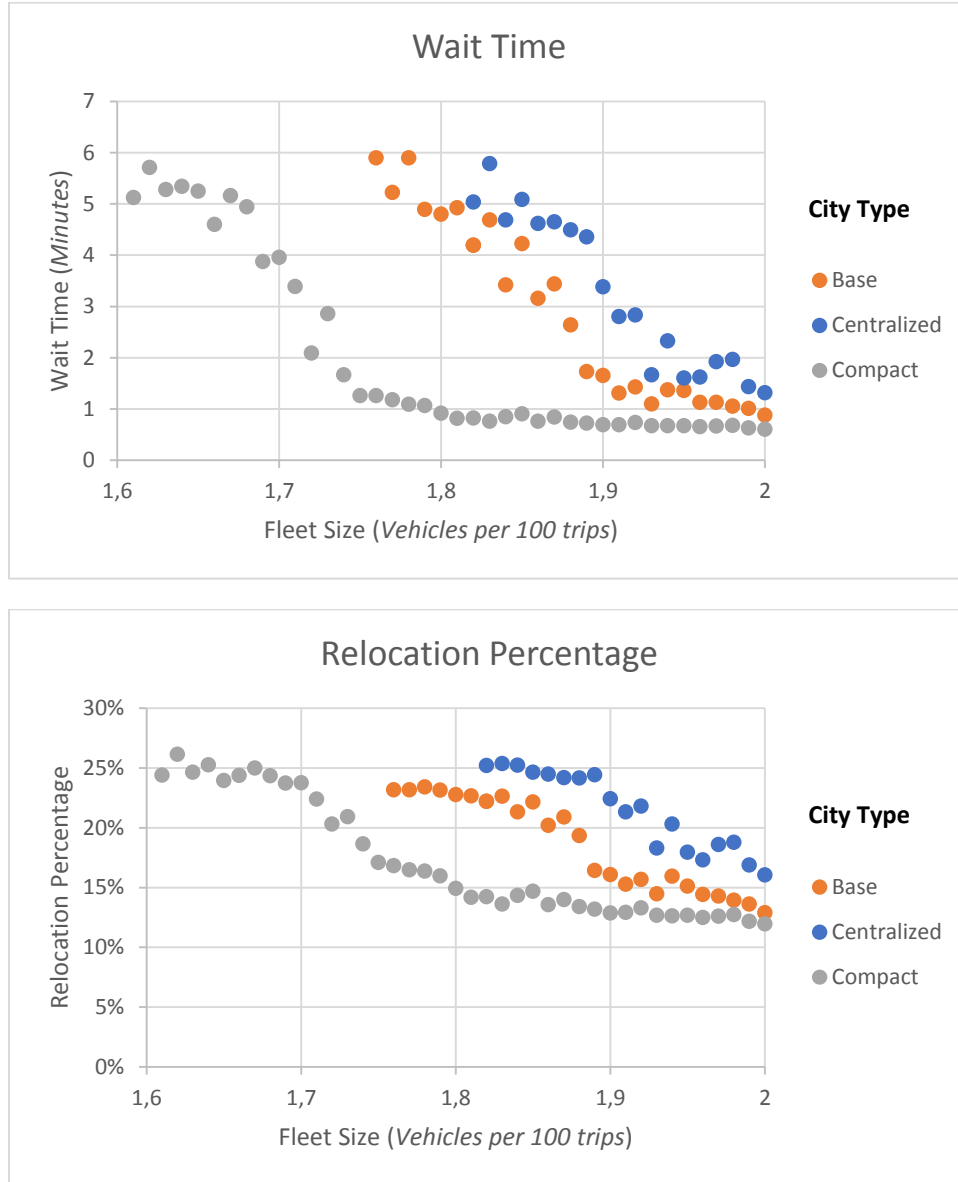 Wait Time
7
6
5
4
3
2
1
0
Wait Time (Minutes)
1,6 1,7 1,8 1,9 2
Fleet Size (Vehicles per 100 trips)
City Type
Base
Centralized
Compact
Relocation Percentage
30%
25%
20%
15%
10%
5%
0%
Relocation Percentage
1,6 1,7 1,8 1,9 2
Fleet Size (Vehicles per 100 trips)
City Type
Base
Centralized
Compact